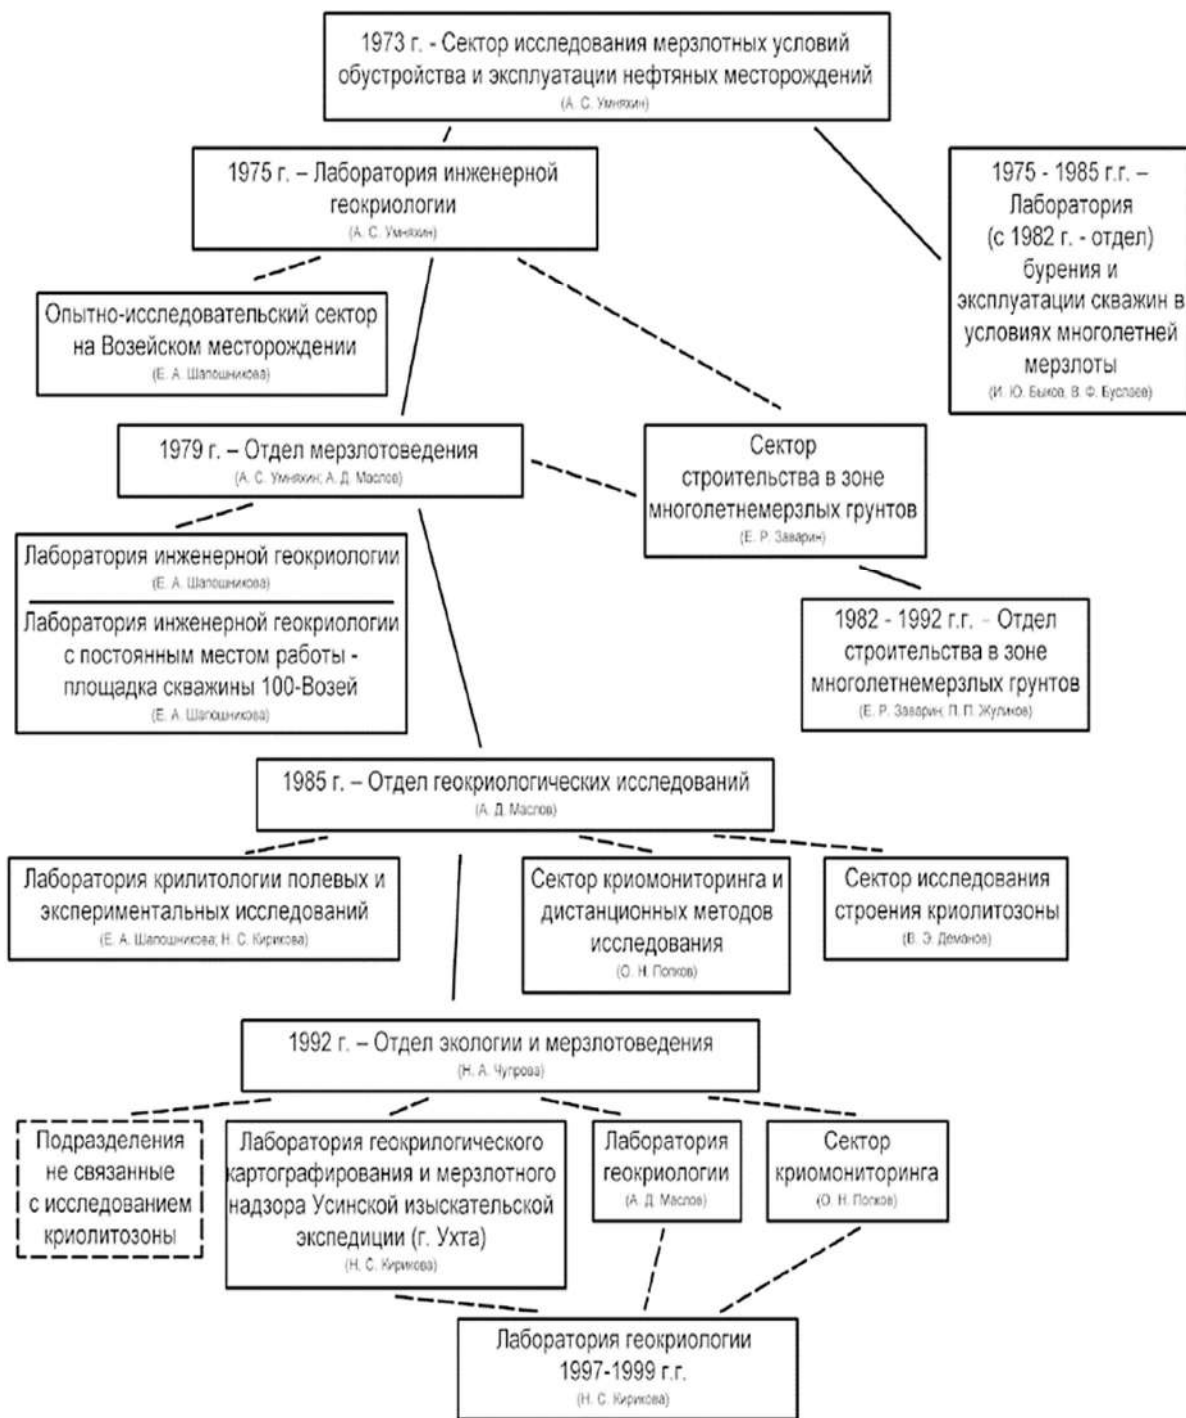 1973 г. - Сектор исследования мерзлотных условий
обустройства и эксплуатации нефтяных месторождений
(А. С. Умняхин)
1975 г. – Лаборатория инженерной
геокриологии
(А. С. Умняхин)
1975 - 1985 г.г. –
Лаборатория
(с 1982 г. - отдел)
бурения и
эксплуатации скважин в
условиях многолетней
мерзлоты
(И. Ю. Быков, В. Ф. Буслаев)
Опытно-исследовательский сектор
на Возейском месторождении
(Е. А. Шапошникова)
1979 г. – Отдел мерзлотоведения
(А. С. Умняхин; А. Д. Маслов)
Сектор
строительства в зоне
многолетнемерзлых грунтов
(Е. Р. Заварин)
Лаборатория инженерной геокриологии
(Е. А. Шапошникова)
Лаборатория инженерной геокриологии
с постоянным местом работы -
площадка скважины 100-Возей
(Е. А. Шапошникова)
1982 - 1992 г.г. – Отдел
строительства в зоне
многолетнемерзлых грунтов
(Е. Р. Заварин; П. П. Жуликов)
1985 г. – Отдел геокриологических исследований
(А. Д. Маслов)
Лаборатория крилитологии полевых и
экспериментальных исследований
(Е. А. Шапошникова; Н. С. Кирикова)
Сектор криомониторинга и
дистанционных методов
исследования
(О. Н. Попков)
Сектор исследования
строения криолитозоны
(В. Э. Деманов)
1992 г. – Отдел экологии и мерзлотоведения
(Н. А. Чупрова)
Подразделения
не связанные
с исследованием
криолитозоны
Лаборатория геокрилогического
картографирования и мерзлотного
надзора Усинской изыскательской
экспедиции (г. Ухта)
(Н. С. Кирикова)
Лаборатория
геокриологии
(А. Д. Маслов)
Сектор
криомониторинга
(О. Н. Попков)
Лаборатория геокриологии
1997-1999 г.г.
(Н. С. Кирикова)